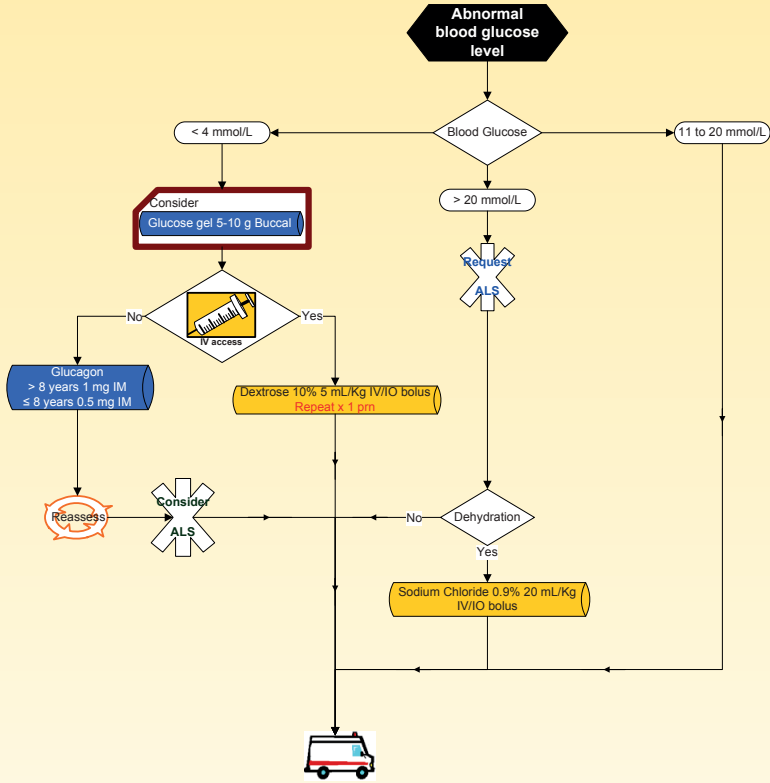 Abnormal
blood glucose
level
< 4 mmol/L
Blood Glucose
11 to 20 mmol/L
Consider
Glucose gel 5-10 g Buccal
> 20 mmol/L
Request
ALS
No
Yes
IV access
Glucagon
> 8 years 1 mg IM
≤ 8 years 0.5 mg IM
Dextrose 10% 5 mL/Kg IV/IO bolus
Repeat x 1 prn
Reassess
Consider
ALS
No
Dehydration
Yes
Sodium Chloride 0.9% 20 mL/Kg
IV/IO bolus